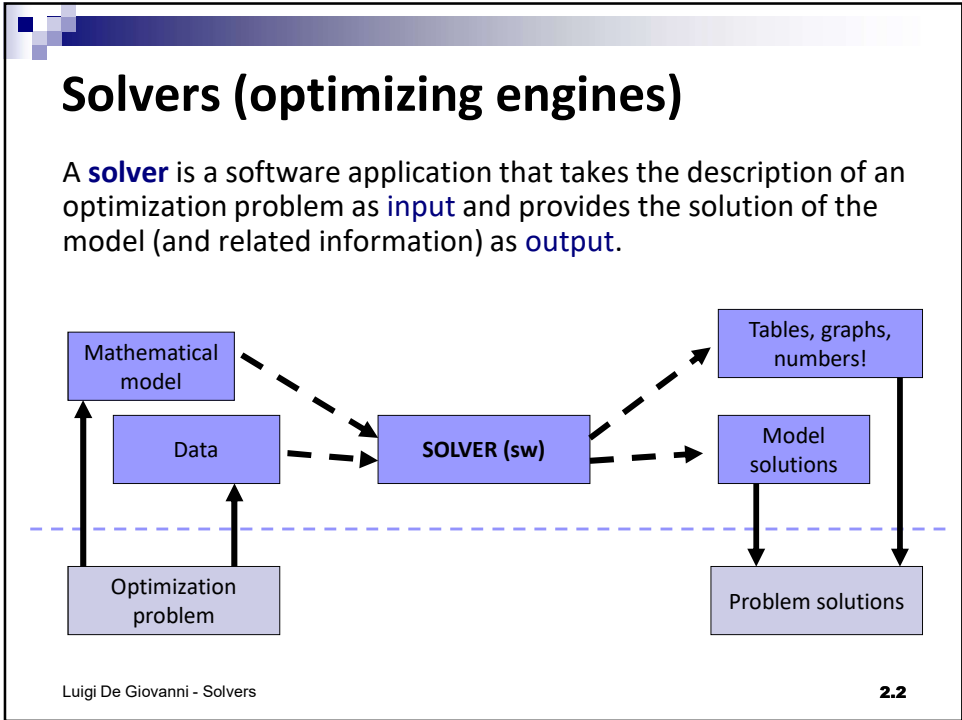 Solvers (optimizing engines)
A solver is a software application that takes the description of an
optimization problem as input and provides the solution of the
model (and related information) as output.
Mathematical
model
Data
SOLVER (sw)
Tables, graphs,
numbers!
Model
solutions
Optimization
problem
Problem solutions
Luigi De Giovanni - Solvers
2.2